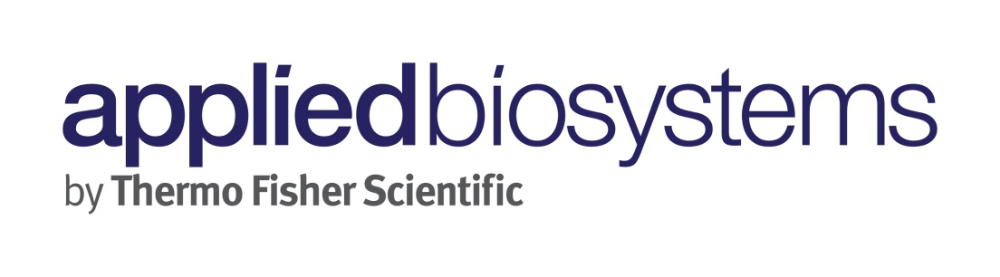 appliedbiosystems
by Thermo Fisher Scientific